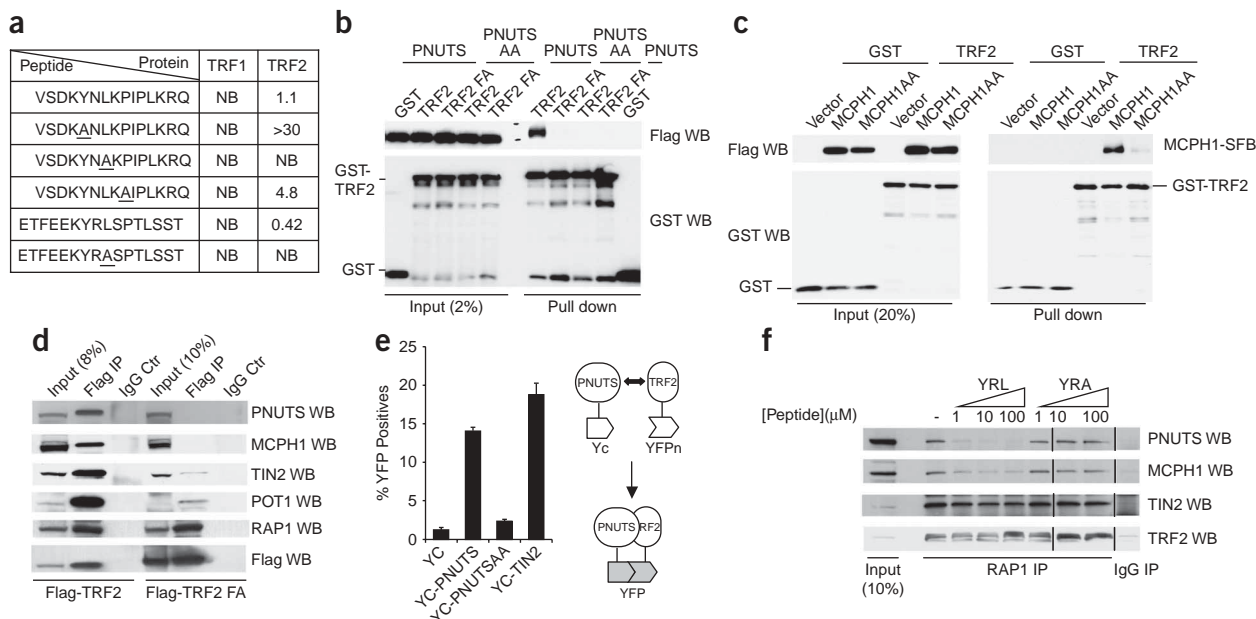 a
Peptide Protein TRF1 TRF2
VSDKYNLKPIPLKRQ NB 1.1
VSDKANLKPIPLKRQ NB >30
VSDKYNAKPIPLKRQ NB NB
VSDKYNLKAIPLKRQ NB 4.8
ETFEEKYRLSPTLSST NB 0.42
ETFEEKYRASPTLSST NB NB
b
PNUTS PNUTS AA PNUTS PNUTS AA PNUTS
GST TRF2 TRF2 FA TRF2 TRF2 FA TRF2 TRF2 FA TRF2 TRF2 FA GST
Flag WB
GST-TRF2
GST WB
GST
Input (2%) Pull down
c
GST TRF2 GST TRF2
Vector MCPH1 MCPH1AA Vector MCPH1 MCPH1AA Vector MCPH1 MCPH1AA Vector MCPH1 MCPH1AA
Flag WB MCPH1-SFB
GST-TRF2
GST WB
GST
Input (20%) Pull down
d
Input (8%) Flag IP IgG Ctr Input (10%) Flag IP IgG Ctr
PNUTS WB
MCPH1 WB
TIN2 WB
POT1 WB
RAP1 WB
Flag WB
Flag-TRF2 Flag-TRF2 FA
e
% YFP Positives
25
20
15
10
5
0
YC YC-PNUTS YC-PNUTSAA YC-TIN2
PNUTS TRF2
Yc YFPn
PNUTS RF2
YFP
f
YRL YRA
[Peptide](µM) - 1 10 100 1 10 100
PNUTS WB
MCPH1 WB
TIN2 WB
TRF2 WB
Input (10%) RAP1 IP IgG IP